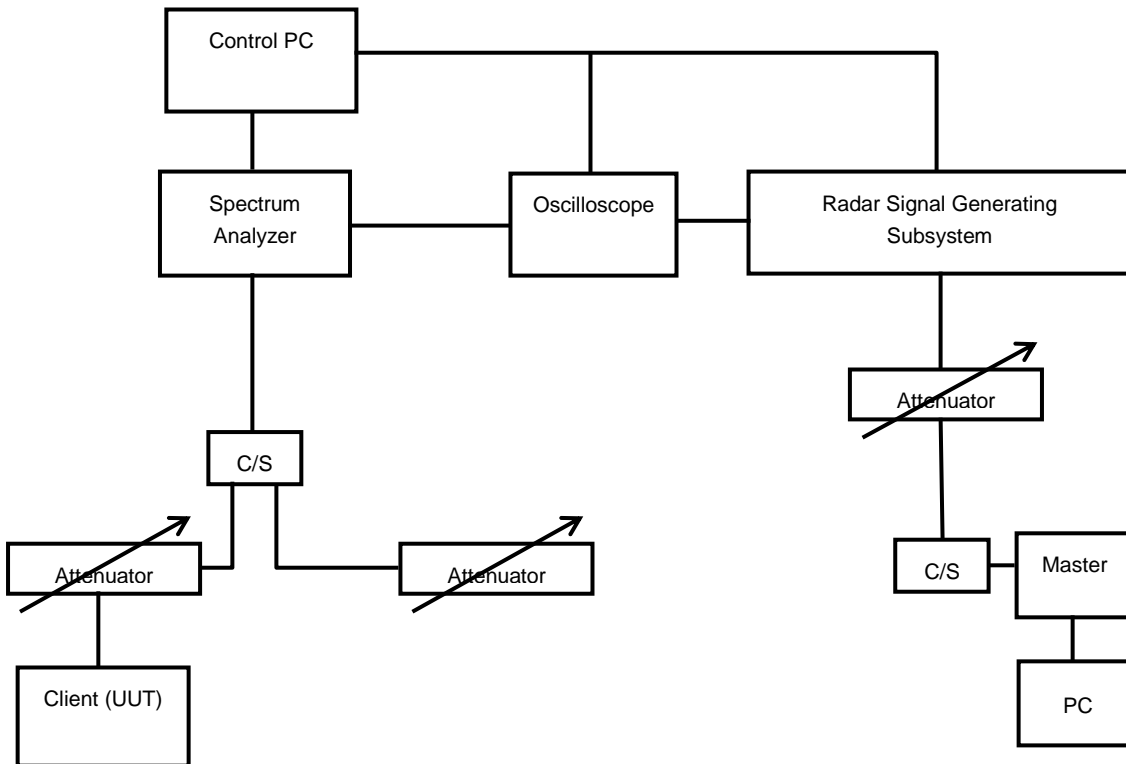 Control PC
Spectrum
Analyzer
Oscilloscope
Radar Signal Generating
Subsystem
Attenuator
C/S
Attenuator
Attenuator
C/S
Master
Client (UUT)
PC